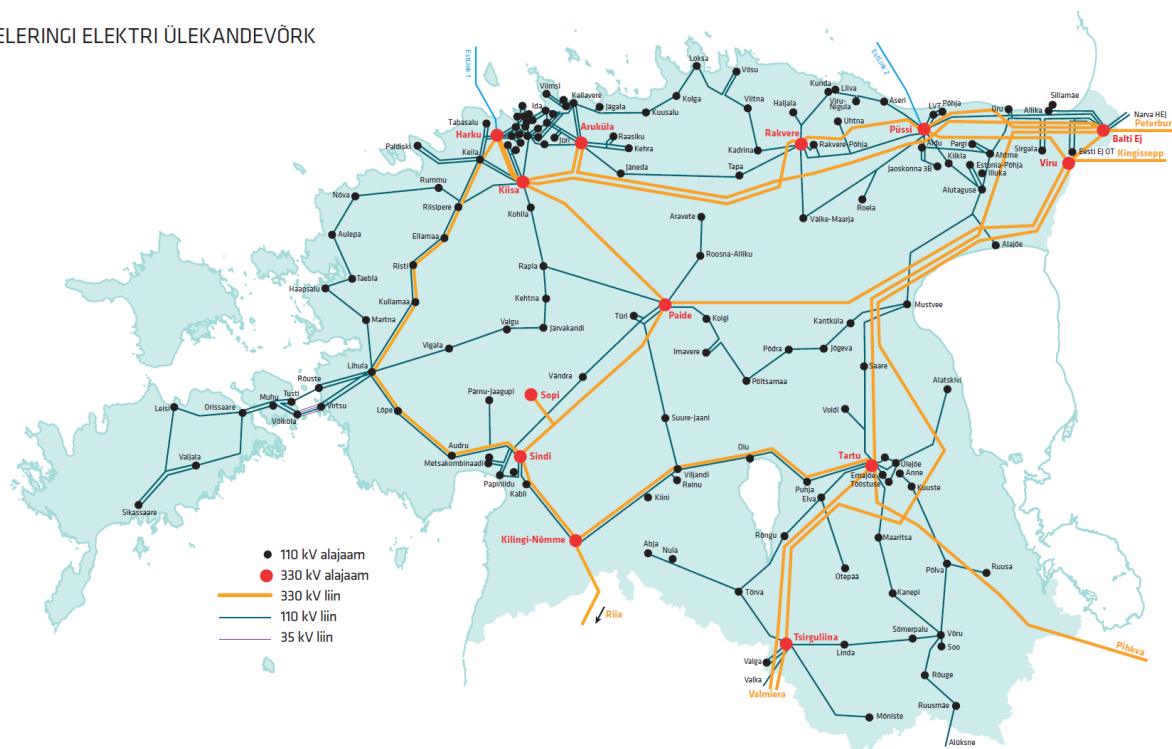 ELERINGI ELEKTRI ÜLEKANDEVÕRK
EstLink 1
EstLink 2
Loksa
Võsu
Viimsi
Kallavere
Ida
Jägala
Kolga
Kuusalu
Viitna
Kunda
Liiva
Viru-Nigula
Haljala
Uhtna
Aseri
LVT
Põhja
Oru
Sillamäe
Allika
Narva HEJ
Peterburi
Balti Ej
Kingissepp
Tabasalu
Harku
Aruküla
Raasiku
Kehra
Jüri
Rakvere
Rakvere-Põhja
Püssi
Aidu
Pargi
Ahtme
Sirgala
Eesti EJ OT
Viru
Paldiski
Keila
Kiisa
Jäneda
Kadrina
Tapa
Jaoskonna 3B
Kiikla
Estonia-Põhja
Illuka
Alutaguse
Rummu
Riisipere
Nõva
Kohila
Aravete
Väike-Maarja
Roela
Aulepa
Ellamaa
Alajõe
Risti
Rapla
Roosna-Alliku
Taebla
Haapsalu
Kullamaa
Kehtna
Paide
Mustvee
Martna
Valgu
Järvakandi
Türi
Koigi
Kantküla
Vigala
Imavere
Põdra
Jõgeva
Lihula
Saare
Rõuste
Vändra
Põltsamaa
Alatskivi
Tusti
Muhu
Leisi
Orissaare
Virtsu
Võiküla
Pärnu-Jaagupi
Sopi
Lõpe
Voldi
Suure-Jaani
Audru
Metsakombinaadi
Sindi
Oiu
Tartu
Ülejõe
Anne
Emajõe
Tööstuse
Kuuste
Valjala
Papiniidu
Kabli
Viljandi
Reinu
Puhja
Elva
Sikassaare
Kiini
Kilingi-Nõmme
Rõngu
Maaritsa
Abja
Nuia
Otepää
Põlva
Ruusa
110 kV alajaam
330 kV alajaam
330 kV liin
110 kV liin
35 kV liin
Tõrva
Kanepi
Riia
Tsirguliina
Sõmerpalu
Võru
Soo
Linda
Pihkva
Valga
Valka
Valmiera
Rõuge
Ruusmäe
Mõniste
Aloksne